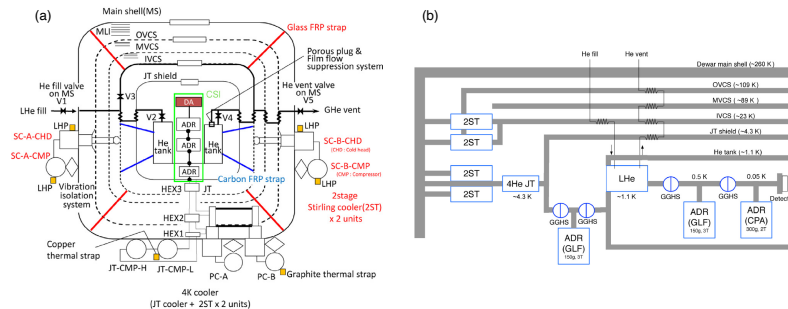 (a)
Main shell(MS)
MLI
OVCS
MVCS
IVCS
Glass FRP strap
Porous plug &
Film flow
suppression system
JT shield
He fill valve
on MS
V1
V3
CSI
DA
He vent valve
on MS
V5
LHe fill
V2
V4
GHe vent
ADR
ADR
ADR
He
tank
He
tank
LHP
SC-A-CHD
SC-A-CMP
LHP
LHP
SC-B-CHD
(CHD : Cold head)
SC-B-CMP
(CMP : Compressor)
LHP
Vibration
isolation
system
Carbon FRP strap
HEX3
JT
2stage
Stirling cooler(2ST)
x 2 units
HEX2
HEX1
Copper
thermal strap
JT-CMP-H
JT-CMP-L
PC-A
PC-B
Graphite thermal strap
4K cooler
(JT cooler + 2ST x 2 units)
(b)
He fill
He vent
Dewar main shell (~260 K)
OVCS (~109 K)
MVCS (~89 K)
IVCS (~23 K)
JT shield (~4.3 K)
He tank (~1.1 K)
2ST
2ST
2ST
2ST
4He JT
~4.3 K
LHe
~1.1 K
0.5 K
0.05 K
GGHS
GGHS
GGHS
GGHS
Detect
ADR
(GLF)
150g, 3T
ADR
(GLF)
150g, 3T
ADR
(CPA)
300g, 2T